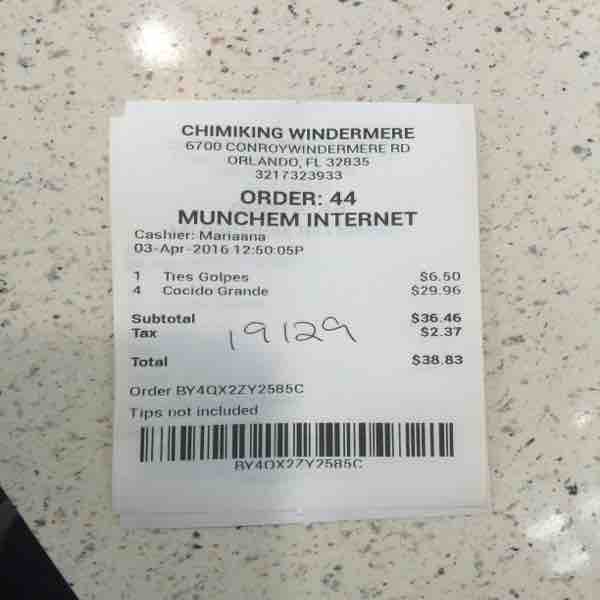 CHIMIKING WINDERMERE
6700 CONROYWINDERMERE RD
ORLANDO, FL 32835
3217323933
ORDER: 44
MUNCHEM INTERNET
Cashier: Mariaana
03-Apr-2016 12:50:05P
1 Tres Golpes $6.50
4 Cocido Grande $29.96
Subtotal $36.46
Tax $2.37
19129
Total $38.83
Order BY4QX2ZY2585C
Tips not included
BY4QX2ZY2585C